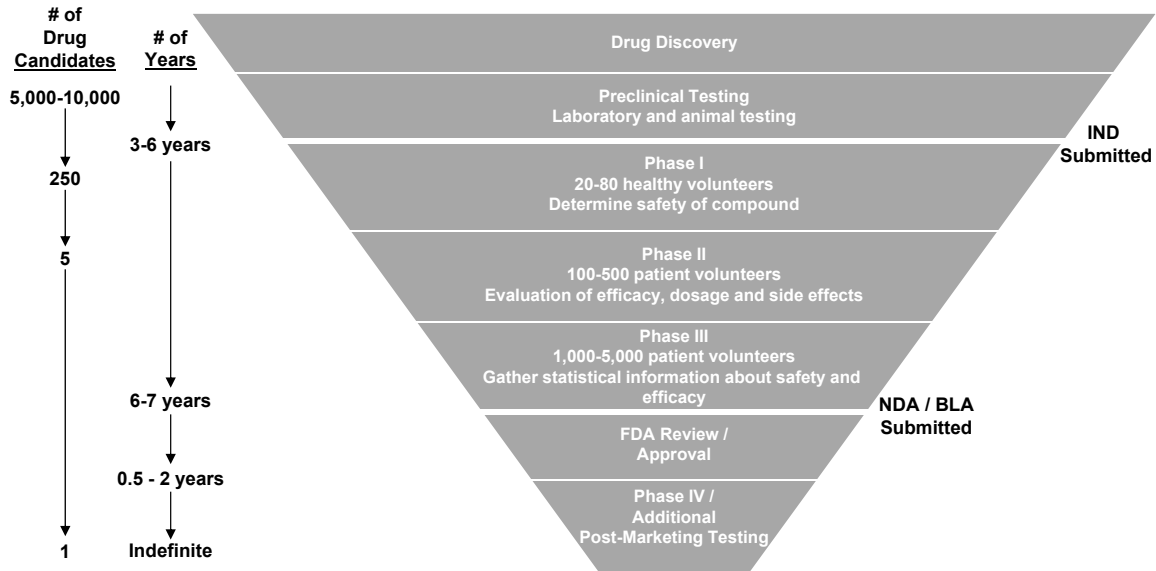 # of
Drug
Candidates
5,000-10,000
250
5
1
# of
Years
3-6 years
6-7 years
0.5 - 2 years
Indefinite
Drug Discovery
Preclinical Testing
Laboratory and animal testing
Phase I
20-80 healthy volunteers
Determine safety of compound
Phase II
100-500 patient volunteers
Evaluation of efficacy, dosage and side effects
Phase III
1,000-5,000 patient volunteers
Gather statistical information about safety and
efficacy
FDA Review /
Approval
Phase IV /
Additional
Post-Marketing Testing
IND
Submitted
NDA / BLA
Submitted